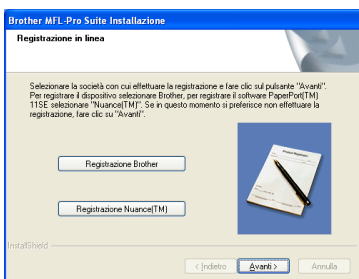 Brother MFL-Pro Suite Installazione
Registrazione in linea
Selezionare la società con cui effettuare la registrazione e fare clic sul pulsante "Avanti".
Per registrare il dispositivo selezionare Brother, per registrare il software PaperPort(TM)
11SE selezionare "Nuance(TM)". Se in questo momento si preferisce non effettuare la
registrazione, fare clic su "Avanti".
Registrazione Brother
Registrazione Nuance(TM)
InstallShield
< Indietro
Avanti >
Annulla